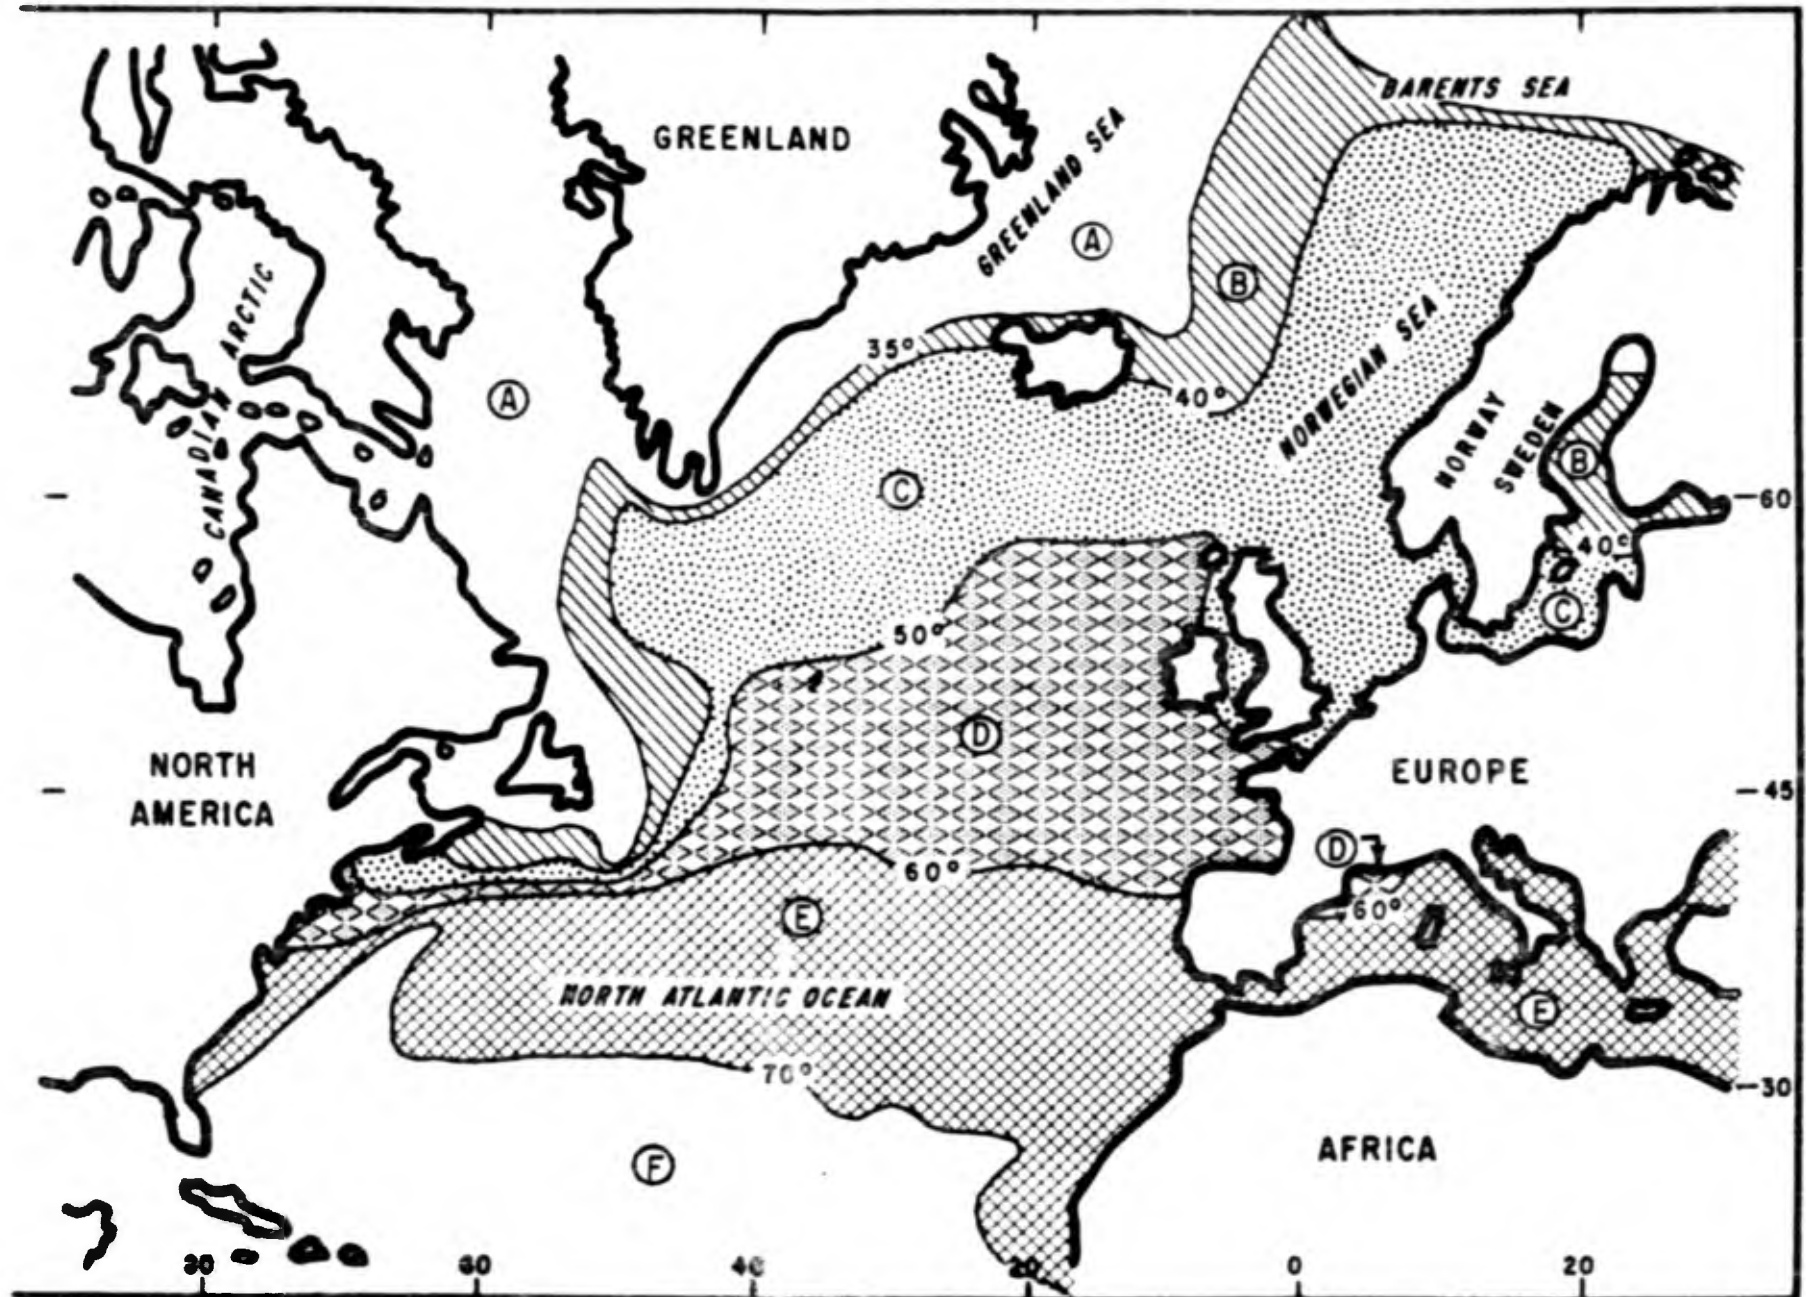 BARENTS SEA
GREENLAND
GREENLAND SEA
A
B
ARCTIC
CANADIAN
35°
A
40°
NORWEGIAN SEA
NORWAY
SWEDEN
B
C
60
40°
C
50°
D
NORTH
AMERICA
EUROPE
45
D
60°
60°
E
NORTH ATLANTIC OCEAN
E
70°
30
AFRICA
F
80
60
40
20
0
20